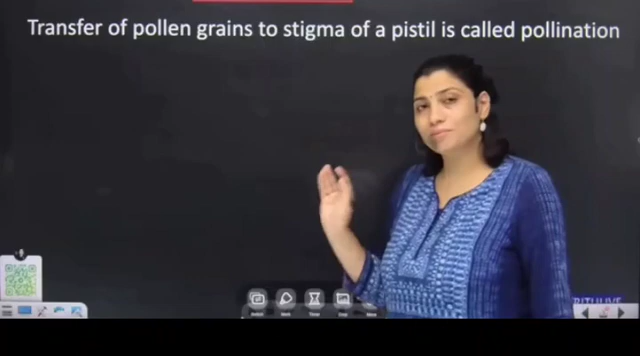 Transfer of pollen grains to stigma of a pistil is called pollination